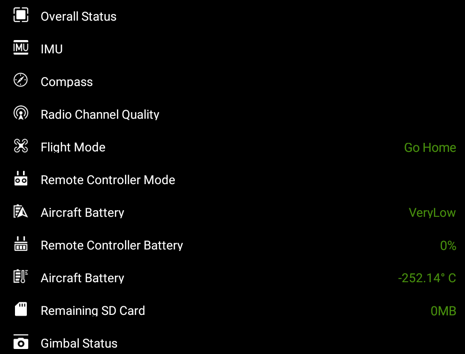 Overall Status
IMU IMU
Compass
Radio Channel Quality
Flight Mode Go Home
Remote Controller Mode
Aircraft Battery VeryLow
Remote Controller Battery 0%
Aircraft Battery -252.14° C
Remaining SD Card 0MB
Gimbal Status